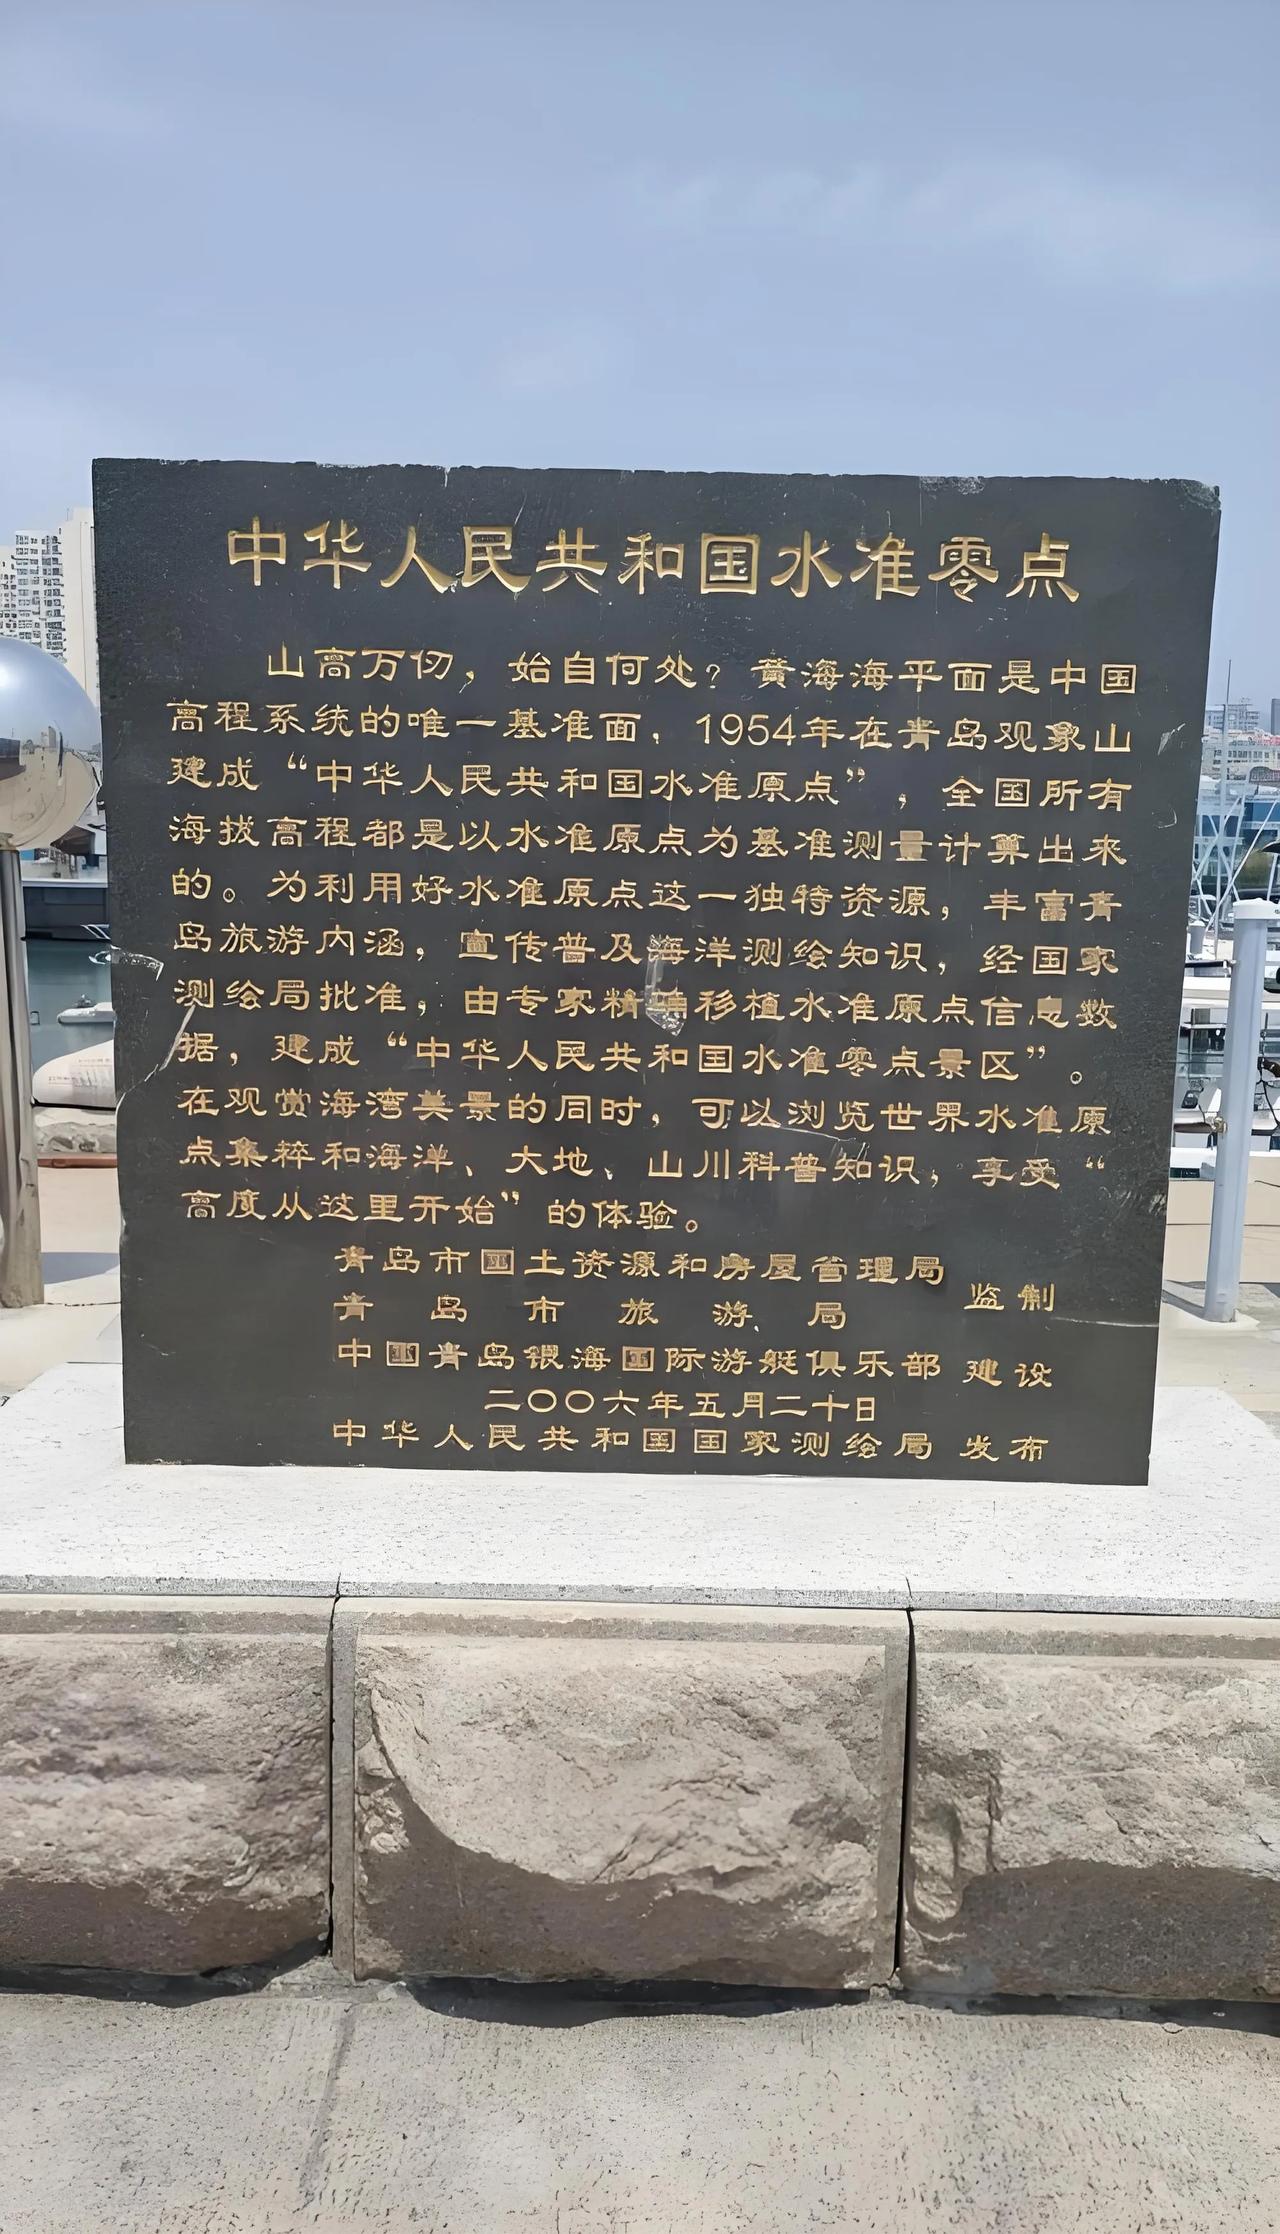 中华人民共和国水准零点
山高万仞，始自何处？黄海海平面是中国
高程系统的唯一基准面，1954年在青岛观象山
建成“中华人民共和国水准原点”，全国所有
海拔高程都是以水准原点为基准测量计算出来
的。为利用好水准原点这一独特资源，丰富青
岛旅游内涵，宣传普及海洋测绘知识，经国家
测绘局批准，由专家精确移植水准原点信息数
据，建成“中华人民共和国水准零点景区”。
在观赏海湾美景的同时，可以浏览世界水准原
点集粹和海洋、大地、山川科普知识，享受“
高度从这里开始”的体验。
青岛市国土资源和房屋管理局
青岛市旅游局 监制
中国青岛银海国际游艇俱乐部 建设
二〇〇六年五月二十日
中华人民共和国国家测绘局 发布